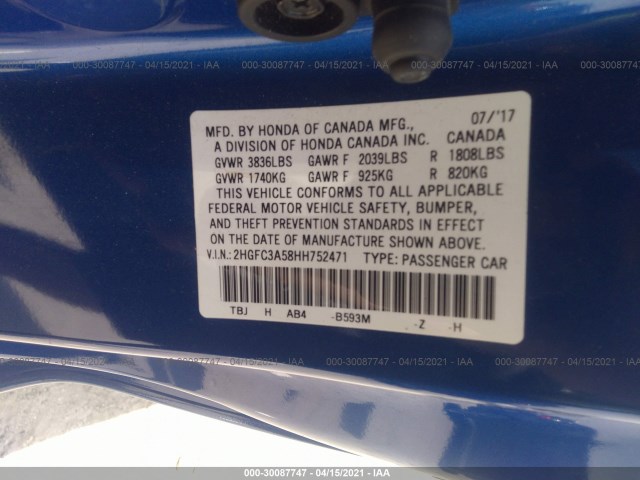 000-30087747 - 04/15/2021 - IAA
000-30087747 - 04/15/2021 - IAA
000-30087747 - 04/15/2021 - IAA
MFD. BY HONDA OF CANADA MFG., 07/'17
A DIVISION OF HONDA CANADA INC. CANADA
GVWR 3836LBS GAWR F 2039LBS R 1808LBS
GVWR 1740KG GAWR F 925KG R 820KG
THIS VEHICLE CONFORMS TO ALL APPLICABLE
FEDERAL MOTOR VEHICLE SAFETY, BUMPER,
AND THEFT PREVENTION STANDARDS IN EFFECT
ON THE DATE OF MANUFACTURE SHOWN ABOVE.
V.I.N.: 2HGFC3A58HH752471 TYPE: PASSENGER CAR
TBJ H AB4 -B593M -Z -H
000-30087747 - 04/15/2021 - IAA
000-30087747 - 04/15/2021 - IAA
000-30087747 - 04/15/2021 - IAA
000-30087747 - 04/15/2021 - IAA